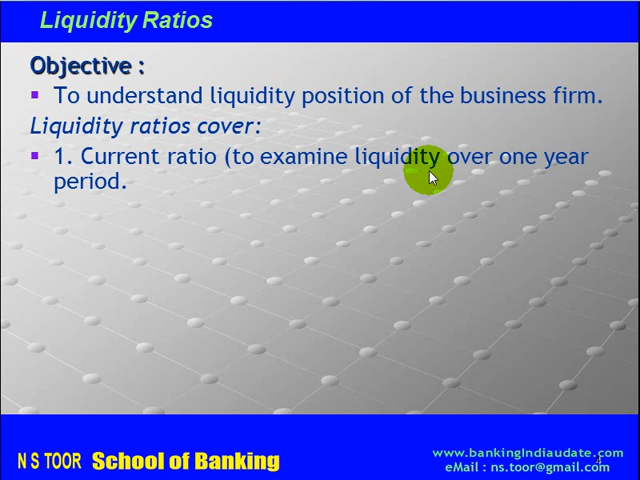 Liquidity Ratios
Objective :
▪ To understand liquidity position of the business firm.
Liquidity ratios cover:
▪ 1. Current ratio (to examine liquidity over one year
period.
N S TOOR School of Banking
www.bankingIndiaudate.com
4
eMail : ns.toor@gmail.com